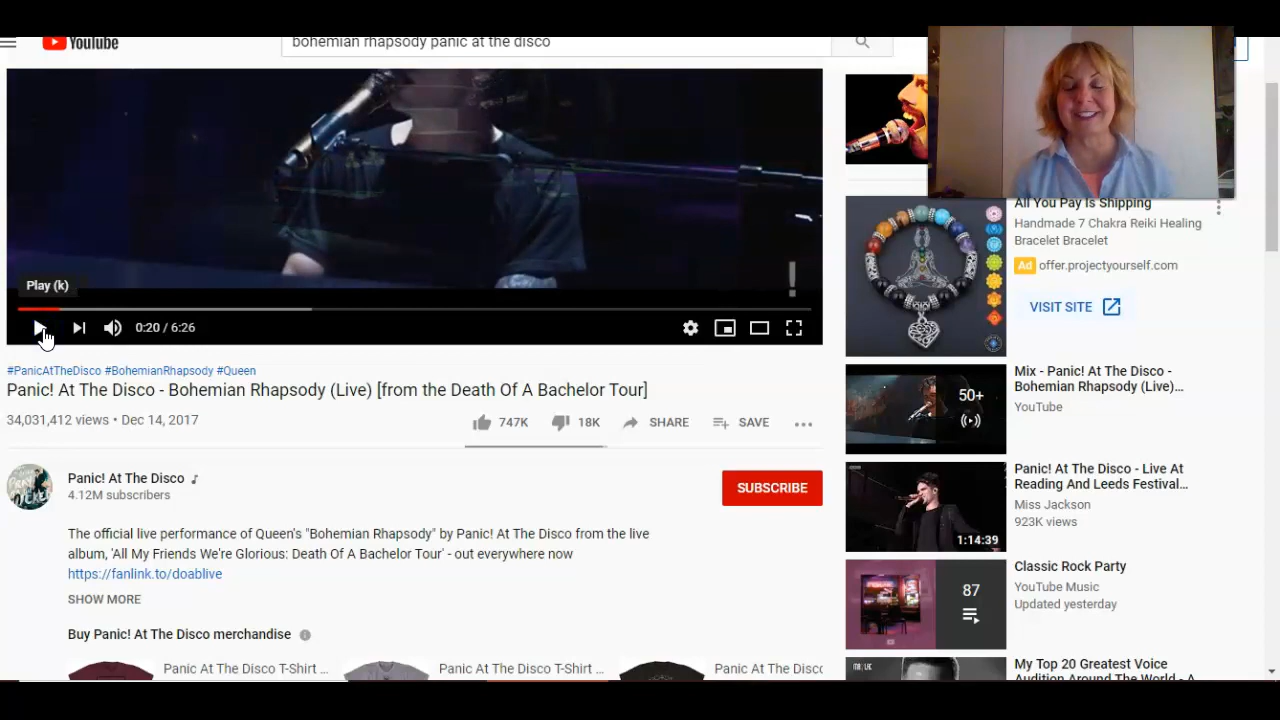 YouTube
bohemian rhapsody panic at the disco
Play (k)
0:20 / 6:26
#PanicAtTheDisco #BohemianRhapsody #Queen
Panic! At The Disco - Bohemian Rhapsody (Live) [from the Death Of A Bachelor Tour]
34,031,412 views • Dec 14, 2017
747K
18K
SHARE
SAVE
Panic! At The Disco
4.12M subscribers
SUBSCRIBE
The official live performance of Queen's "Bohemian Rhapsody" by Panic! At The Disco from the live
album, 'All My Friends We're Glorious: Death Of A Bachelor Tour' - out everywhere now
https://fanlink.to/doablive
SHOW MORE
Buy Panic! At The Disco merchandise
Panic At The Disco T-Shirt ...
Panic At The Disco T-Shirt ...
Panic At The Disco
All You Pay Is Shipping
Handmade 7 Chakra Reiki Healing
Bracelet Bracelet
Ad offer.projectyourself.com
VISIT SITE
50+
Mix - Panic! At The Disco -
Bohemian Rhapsody (Live)...
YouTube
1:14:39
Panic! At The Disco - Live At
Reading And Leeds Festival...
Miss Jackson
923K views
87
Classic Rock Party
YouTube Music
Updated yesterday
My Top 20 Greatest Voice
Audition Around The World - A